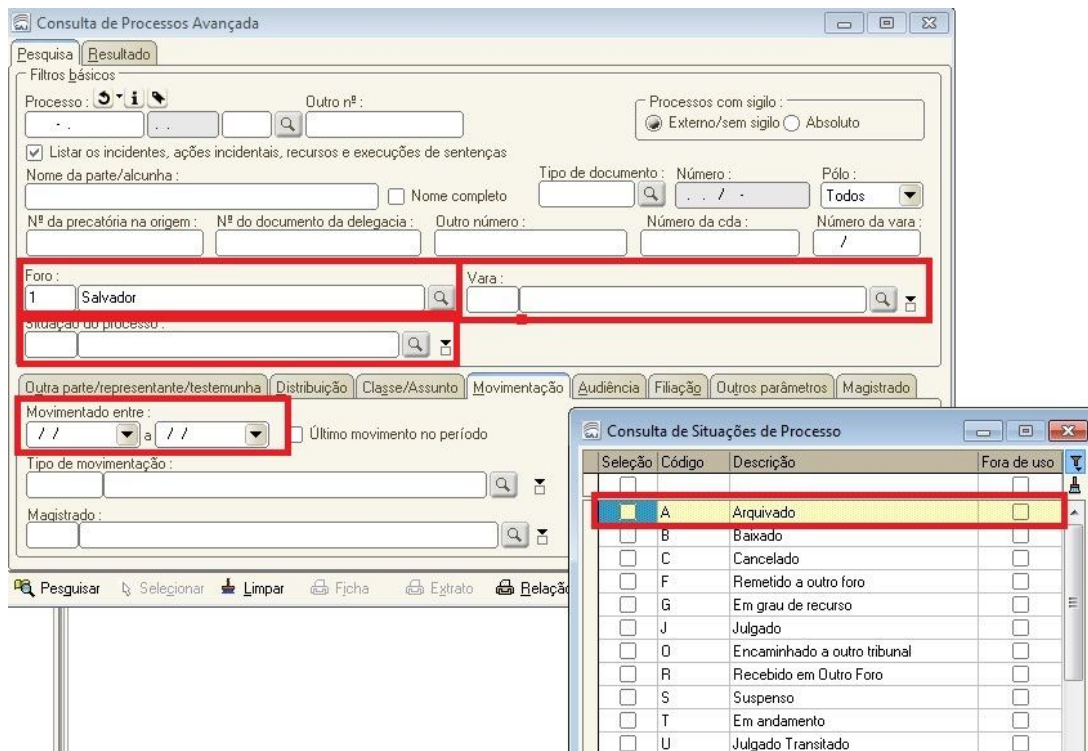 Consulta de Processos Avançada
Pesquisa Resultado
Filtros básicos
Processo : Outro nº : Processos com sigilo :
- . . . Externo/sem sigilo Absoluto
Listar os incidentes, ações incidentais, recursos e execuções de sentenças
Nome da parte/alcunha : Tipo de documento : Número : Pólo :
Nome completo . . / - Todos
Nº da precatória na origem : Nº do documento da delegacia : Outro número : Número da cda : Número da vara :
/
Foro : Vara :
1 Salvador
Situação do processo :
Outra parte/representante/testemunha Distribuição Classe/Assunto Movimentação Audiência Filiação Outros parâmetros Magistrado
Movimentado entre :
/ / a / / Último movimento no período
Tipo de movimentação :
Magistrado :
Pesquisar Selecionar Limpar Ficha Extrato Relação
Consulta de Situações de Processo
Seleção Código Descrição Fora de uso
A Arquivado
B Baixado
C Cancelado
F Remetido a outro foro
G Em grau de recurso
J Julgado
O Encaminhado a outro tribunal
R Recebido em Outro Foro
S Suspenso
T Em andamento
U Julgado Transitado